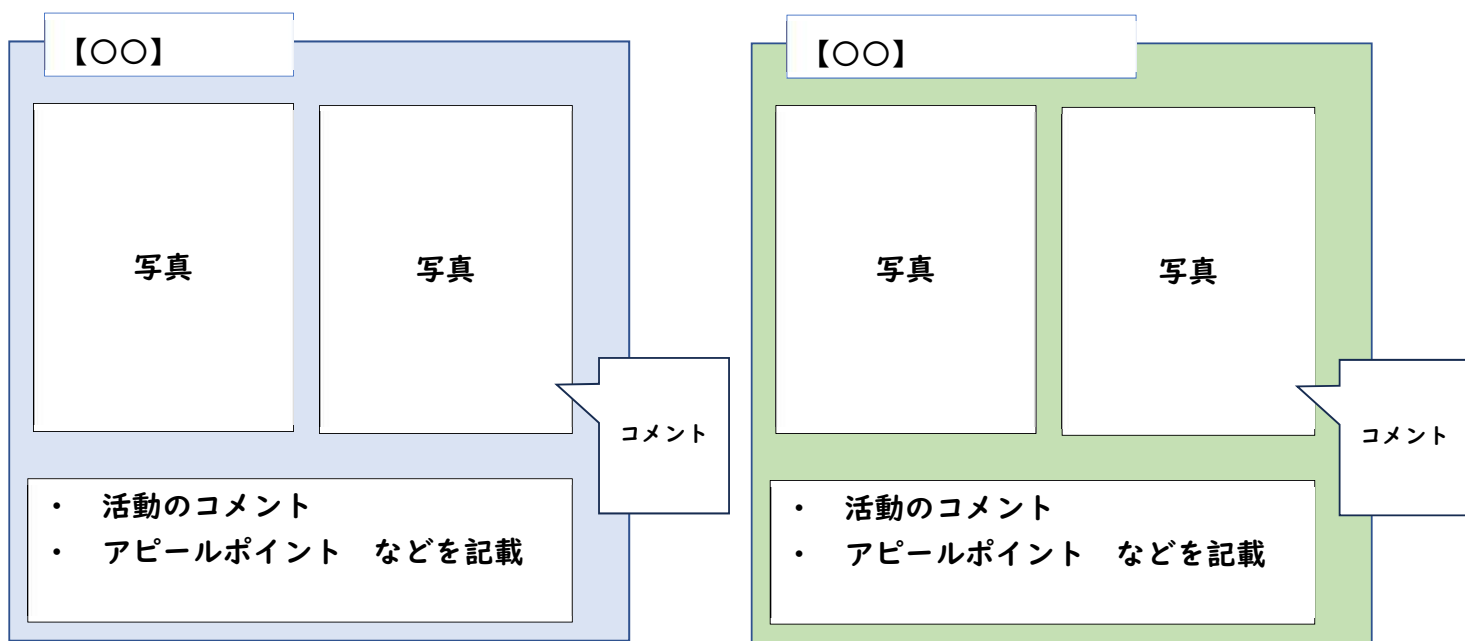 【○○】
写真
写真
コメント
・ 活動のコメント
・ アピールポイント などを記載
【○○】
写真
写真
コメント
・ 活動のコメント
・ アピールポイント などを記載